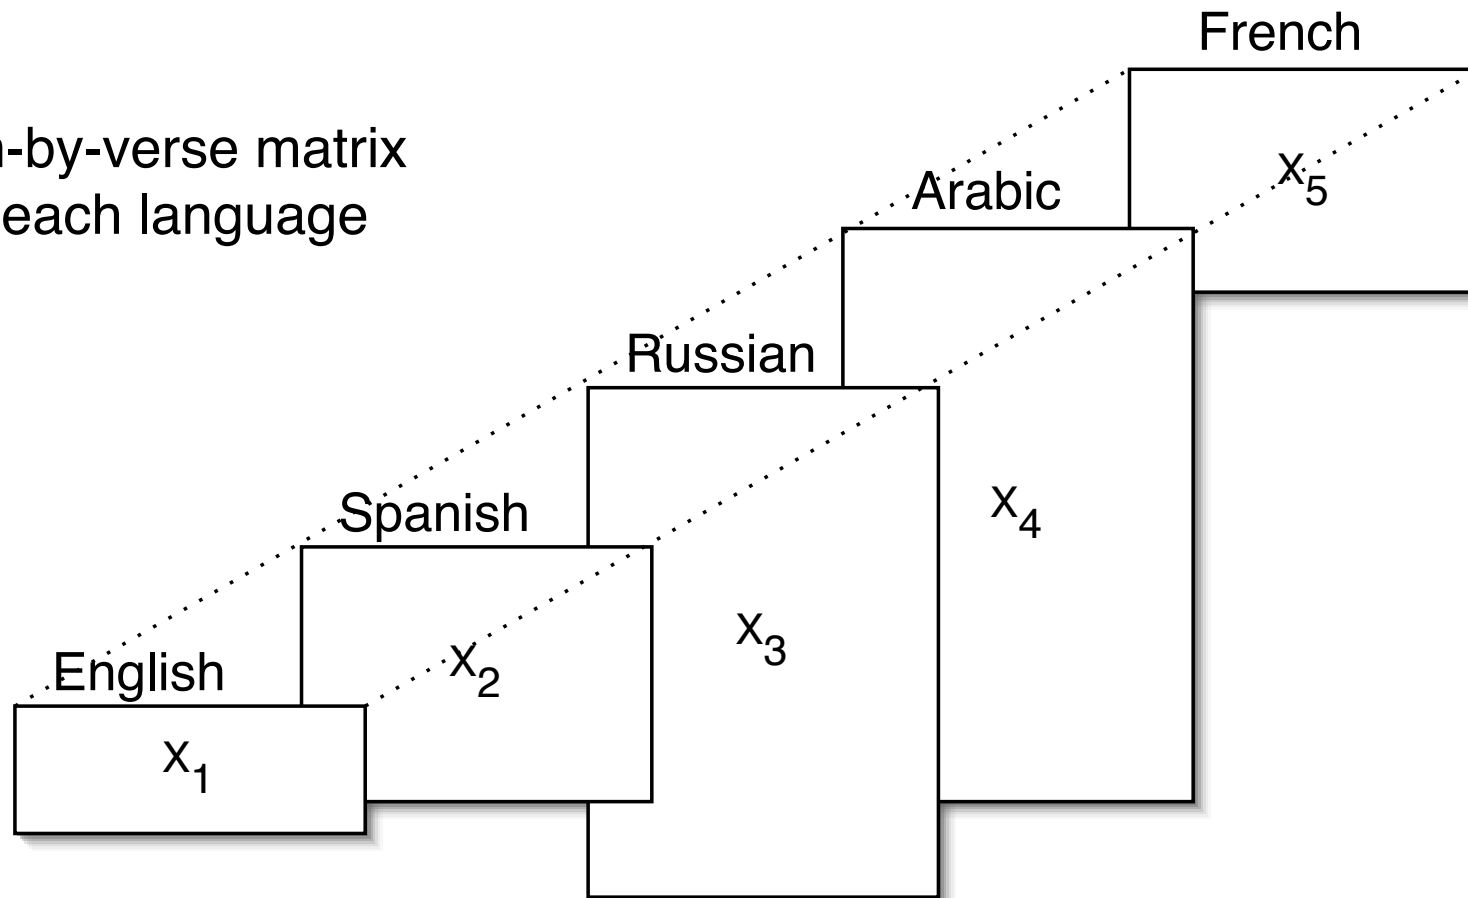 French
-by-verse matrix
Arabic
X5
each language
Russian
X4
Spanish
X3
English
X2
X1